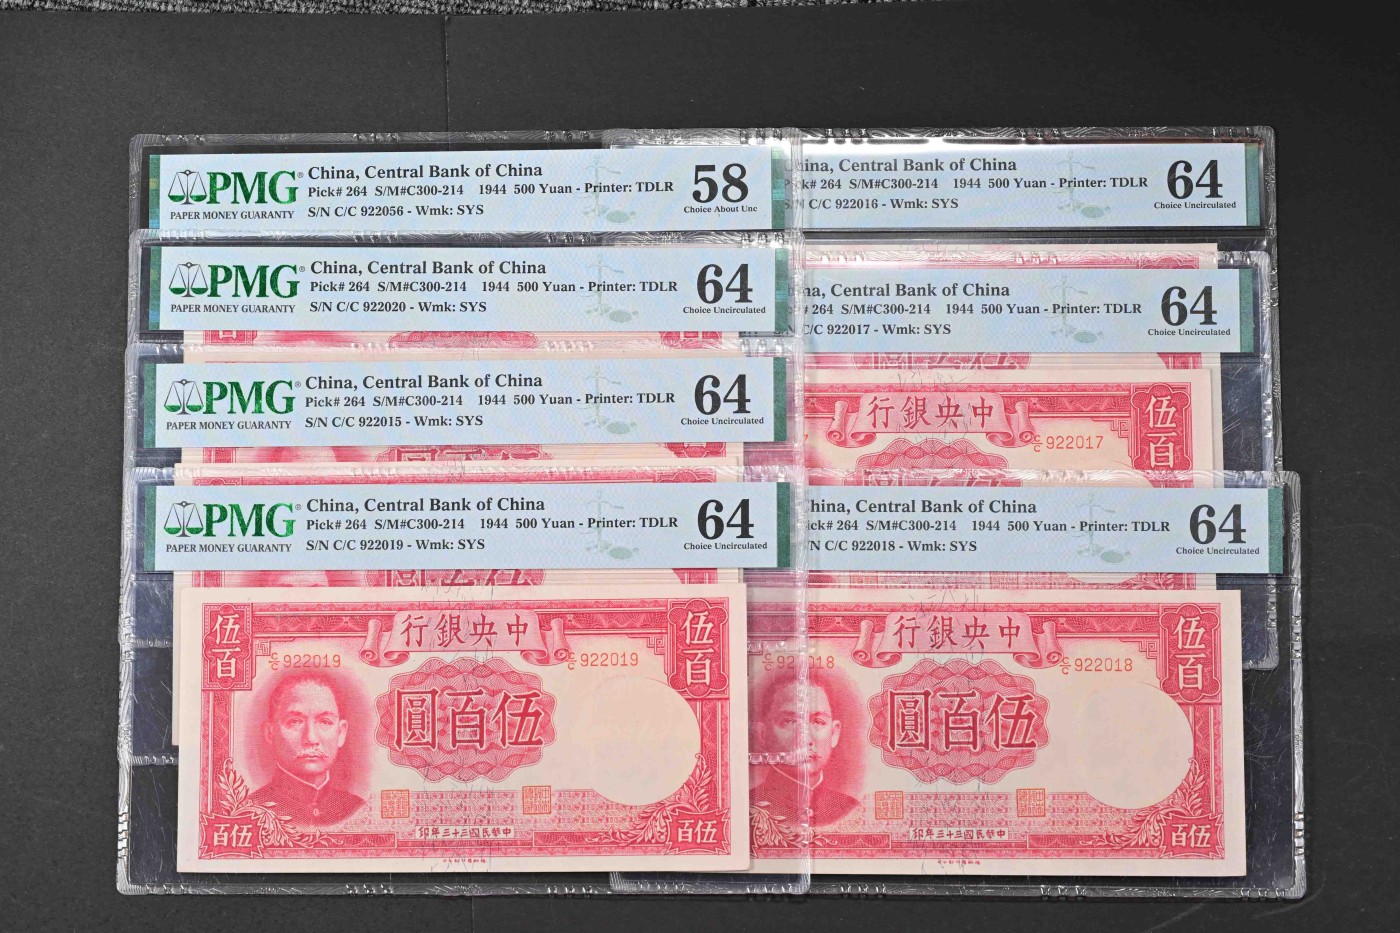 PMG
PAPER MONEY GUARANTY
China, Central Bank of China
Pick# 264 S/M#C300-214 1944 500 Yuan - Printer: TDLR
S/N C/C 922056 - Wmk: SYS
58
Choice About Unc
ina, Central Bank of China
ck# 264 S/M#C300-214 1944 500 Yuan - Printer: TDLR
S/N C/C 922016 - Wmk: SYS
64
Choice Uncirculated
PMG
PAPER MONEY GUARANTY
China, Central Bank of China
Pick# 264 S/M#C300-214 1944 500 Yuan - Printer: TDLR
S/N C/C 922020 - Wmk: SYS
64
Choice Uncirculated
na, Central Bank of China
# 264 S/M#C300-214 1944 500 Yuan - Printer: TDLR
N C/C 922017 - Wmk: SYS
64
Choice Uncirculated
PMG
PAPER MONEY GUARANTY
China, Central Bank of China
Pick# 264 S/M#C300-214 1944 500 Yuan - Printer: TDLR
S/N C/C 922015 - Wmk: SYS
64
Choice Uncirculated
行銀央中
伍百
C/C 922017
PMG
PAPER MONEY GUARANTY
China, Central Bank of China
Pick# 264 S/M#C300-214 1944 500 Yuan - Printer: TDLR
S/N C/C 922019 - Wmk: SYS
64
Choice Uncirculated
hina, Central Bank of China
ick# 264 S/M#C300-214 1944 500 Yuan - Printer: TDLR
/N C/C 922018 - Wmk: SYS
64
Choice Uncirculated
伍百
行銀央中
伍百
C/C 922019
C/C 922019
圓百伍
百伍
印年三十三國民華中
百伍
行銀央中
伍百
C/C 922018
C/C 922018
圓百伍
印年三十三國民華中
百伍